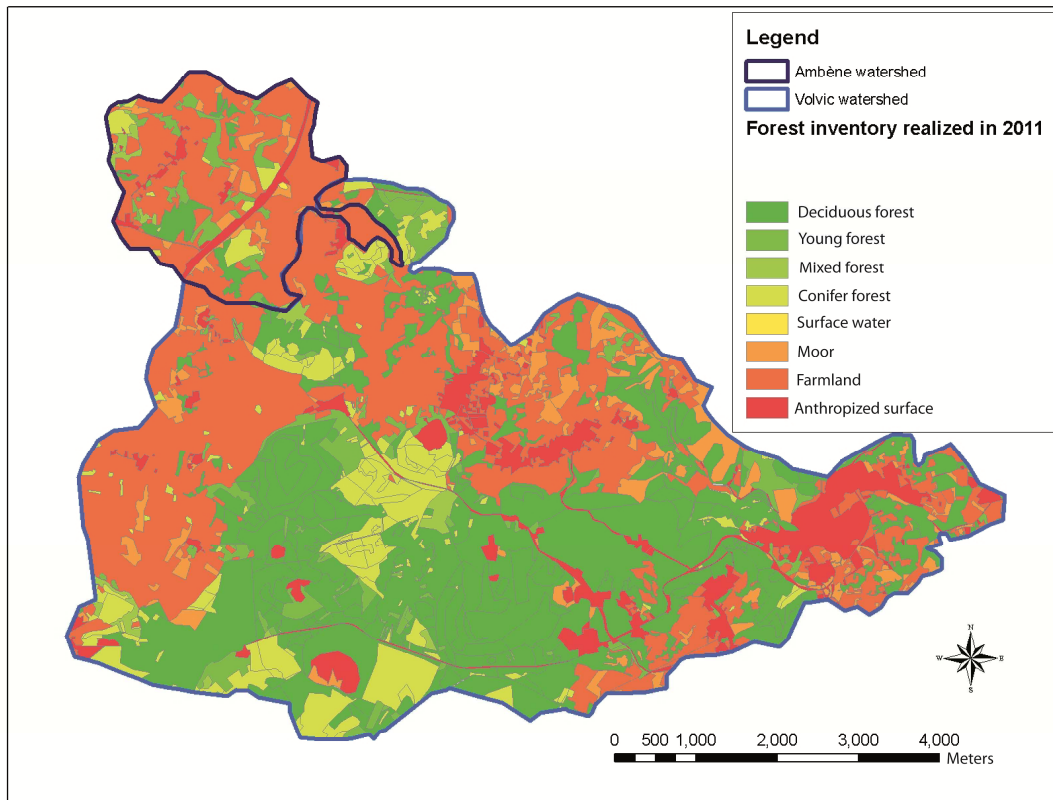 Legend
Ambène watershed
Volvic watershed
Forest inventory realized in 2011
Deciduous forest
Young forest
Mixed forest
Conifer forest
Surface water
Moor
Farmland
Anthropized surface
N
W E
S
0 500 1,000 2,000 3,000 4,000
Meters